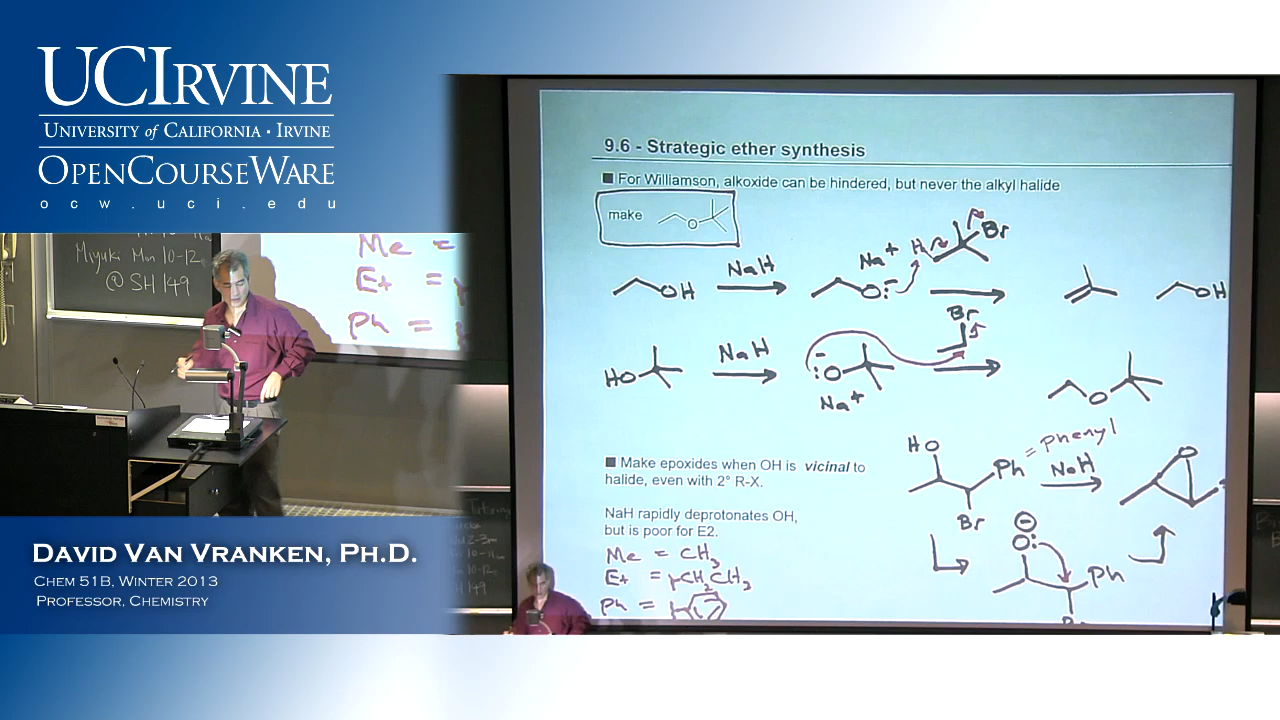 UCIRVINE
UNIVERSITY of CALIFORNIA · IRVINE
OPENCOURSEWARE
ocw.uci.edu
Miyuki Mon 10-12
@ SH 149
Me =
Et =
Ph =
DAVID VAN VRANKEN, PH.D.
CHEM 51B, WINTER 2013
PROFESSOR, CHEMISTRY
9.6 - Strategic ether synthesis
■ For Williamson, alkoxide can be hindered, but never the alkyl halide
make
O
OH
NaH
Na+
O:−
H
Br
OH
HO
NaH
−
:O
Na+
Br
O
■ Make epoxides when OH is vicinal to
halide, even with 2° R-X.
NaH rapidly deprotonates OH,
but is poor for E2.
Me = CH3
Et = CH2CH3
Ph =
HO
Ph = phenyl
Br
NaH
O
−
O:
Ph